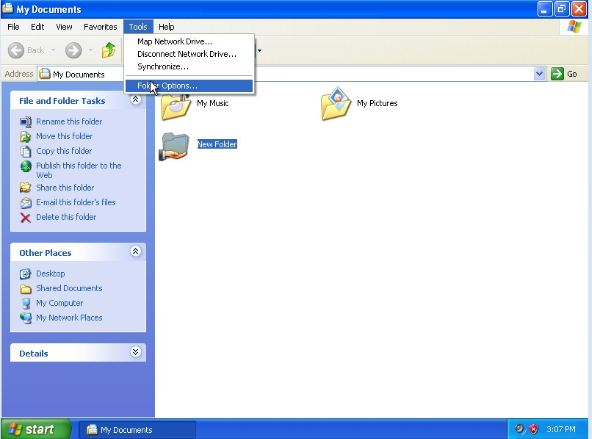 My Documents
File Edit View Favorites Tools Help
Back
Map Network Drive...
Disconnect Network Drive...
Synchronize...
Folder Options...
Address My Documents Go
File and Folder Tasks
Rename this folder
Move this folder
Copy this folder
Publish this folder to the
Web
Share this folder
E-mail this folder's files
Delete this folder
Other Places
Desktop
Shared Documents
My Computer
My Network Places
Details
My Music My Pictures
New Folder
start My Documents 3:07 PM